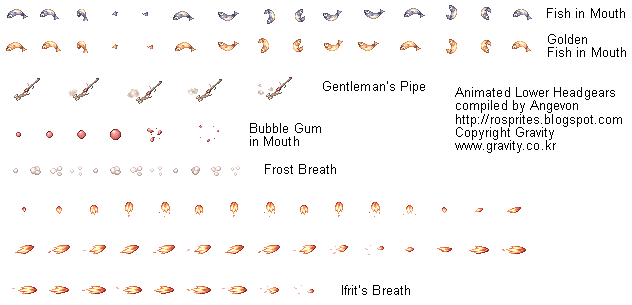 Fish in Mouth
Golden
Fish in Mouth
Gentleman's Pipe
Animated Lower Headgears
compiled by Angevon
http://rosprites.blogspot.com
Copyright Gravity
www.gravity.co.kr
Bubble Gum
in Mouth
Frost Breath
Ifrit's Breath